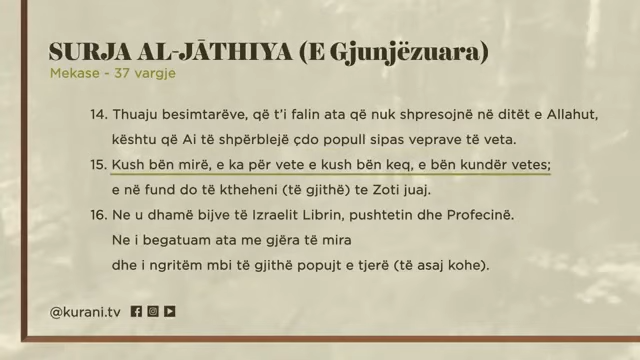 SURJA AL-JĀTHIYA (E Gjunjëzuara)
Mekase - 37 vargje
14. Thuaju besimtarëve, që t'i falin ata që nuk shpresojnë në ditët e Allahut,
kështu që Ai të shpërblejë çdo popull sipas veprave të veta.
15. Kush bën mirë, e ka për vete e kush bën keq, e bën kundër vetes;
e në fund do të ktheheni (të gjithë) te Zoti juaj.
16. Ne u dhamë bijve të Izraelit Librin, pushtetin dhe Profecinë.
Ne i begatuam ata me gjëra të mira
dhe i ngritëm mbi të gjithë popujt e tjerë (të asaj kohe).
@kurani.tv